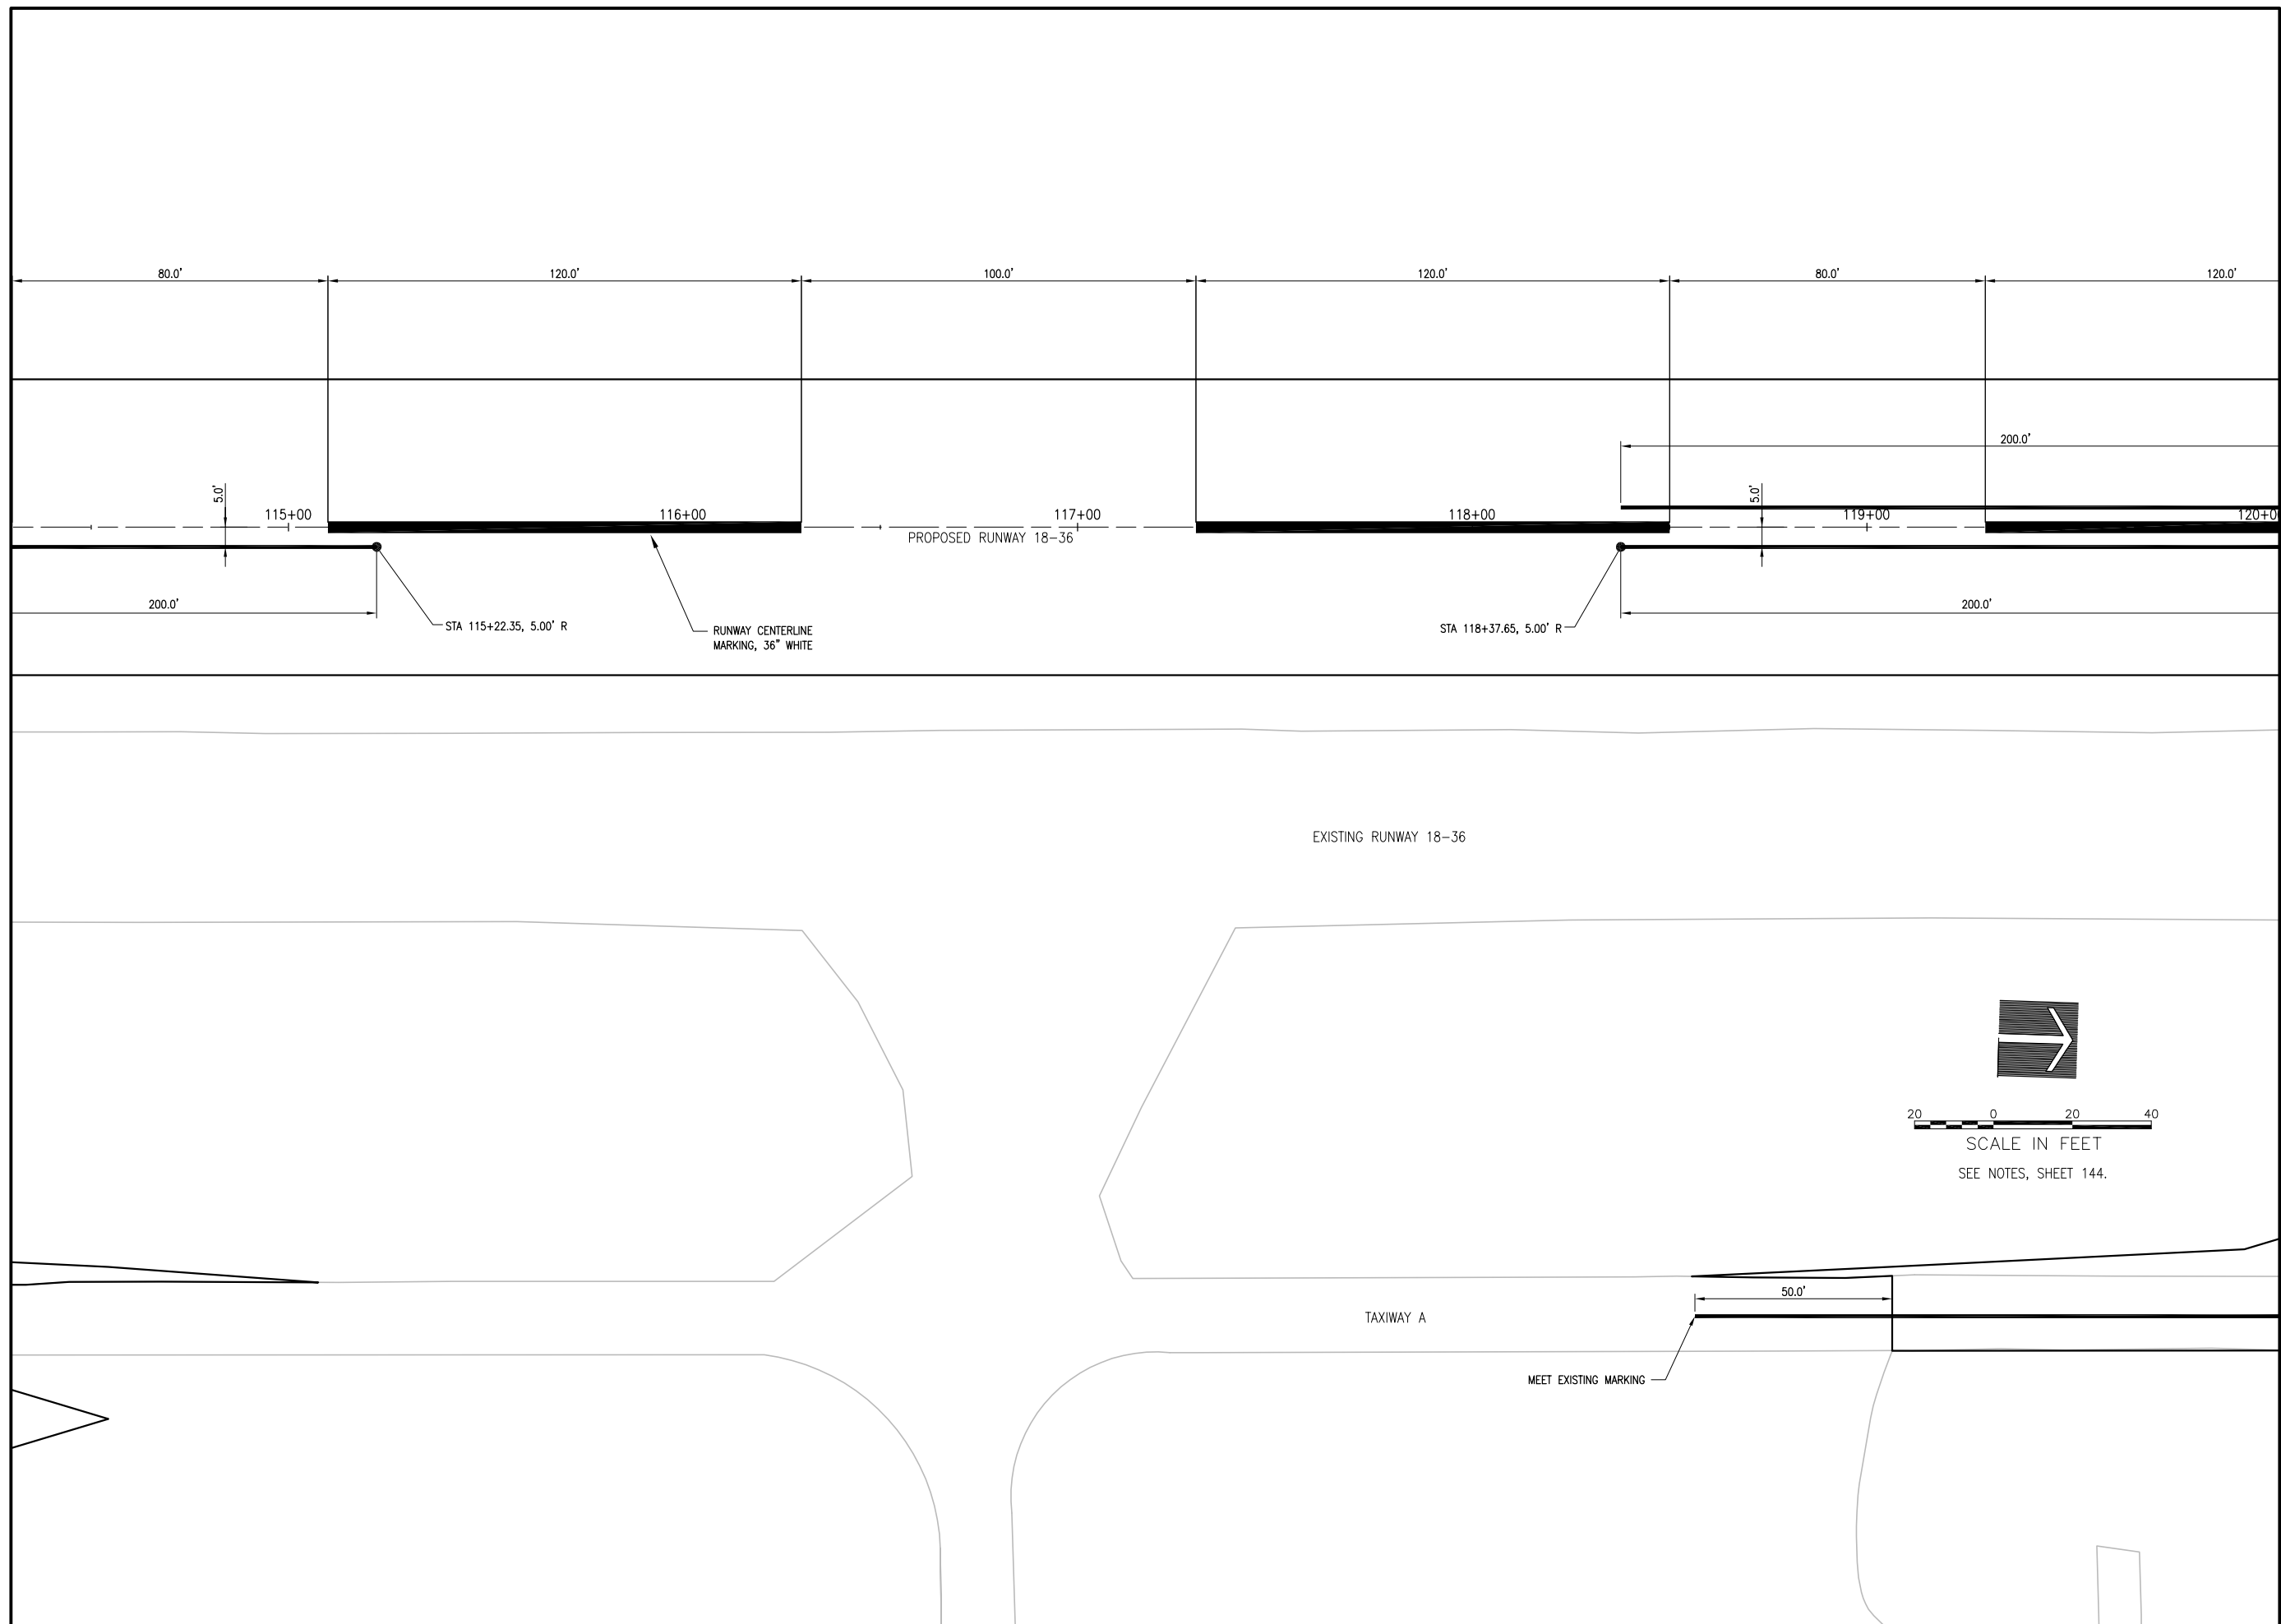 80.0'
120.0'
100.0'
120.0'
80.0'
120.0'
200.0'
5.0'
5.0'
115+00
116+00
117+00
118+00
119+00
120+0
PROPOSED RUNWAY 18-36
200.0'
200.0'
STA 115+22.35, 5.00' R
RUNWAY CENTERLINE
MARKING, 36" WHITE
STA 118+37.65, 5.00' R
EXISTING RUNWAY 18-36
20 0 20 40
SCALE IN FEET
SEE NOTES, SHEET 144.
50.0'
TAXIWAY A
MEET EXISTING MARKING